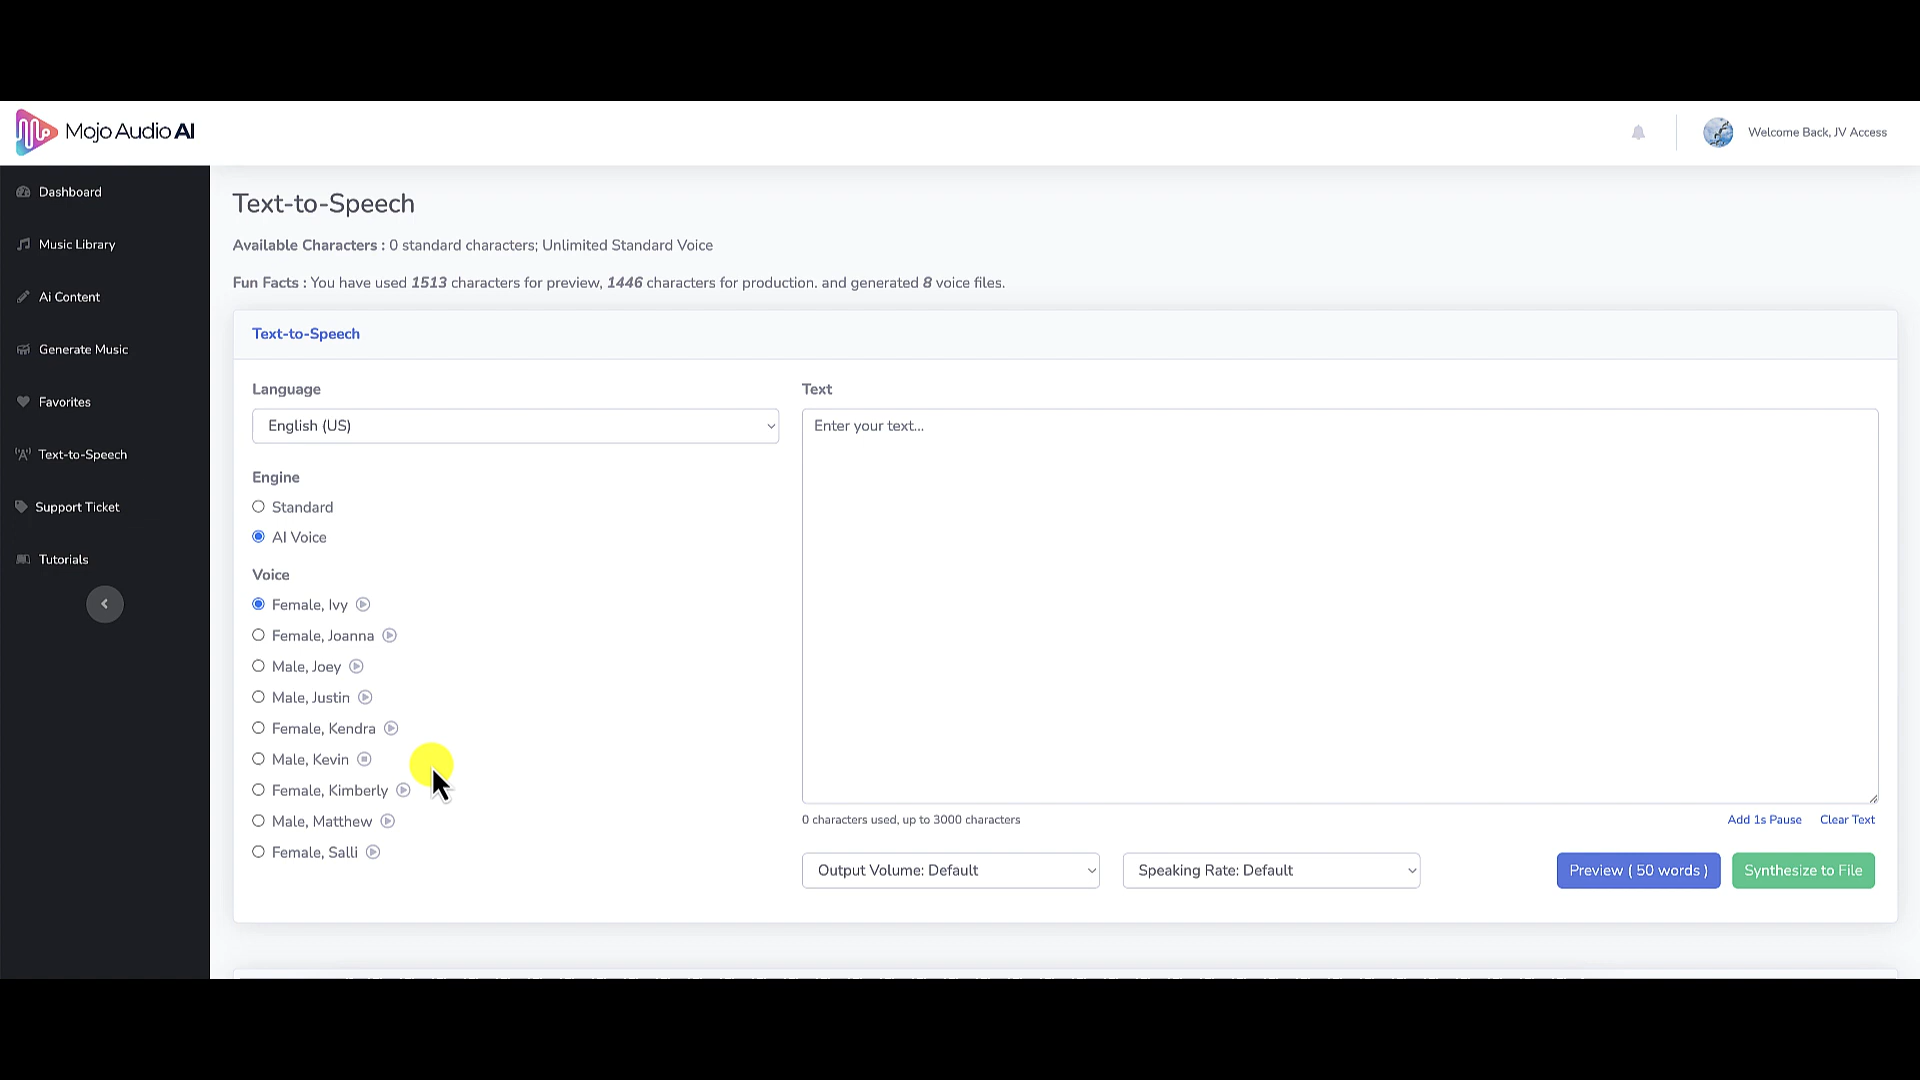 Mojo Audio AI
Welcome Back, JV Access
Dashboard
Music Library
Ai Content
Generate Music
Favorites
Text-to-Speech
Support Ticket
Tutorials
Text-to-Speech
Available Characters : 0 standard characters; Unlimited Standard Voice
Fun Facts : You have used 1513 characters for preview, 1446 characters for production. and generated 8 voice files.
Text-to-Speech
Language
English (US)
Engine
Standard
AI Voice
Voice
Female, Ivy
Female, Joanna
Male, Joey
Male, Justin
Female, Kendra
Male, Kevin
Female, Kimberly
Male, Matthew
Female, Salli
Text
Enter your text...
0 characters used, up to 3000 characters
Add 1s Pause
Clear Text
Output Volume: Default
Speaking Rate: Default
Preview ( 50 words )
Synthesize to File